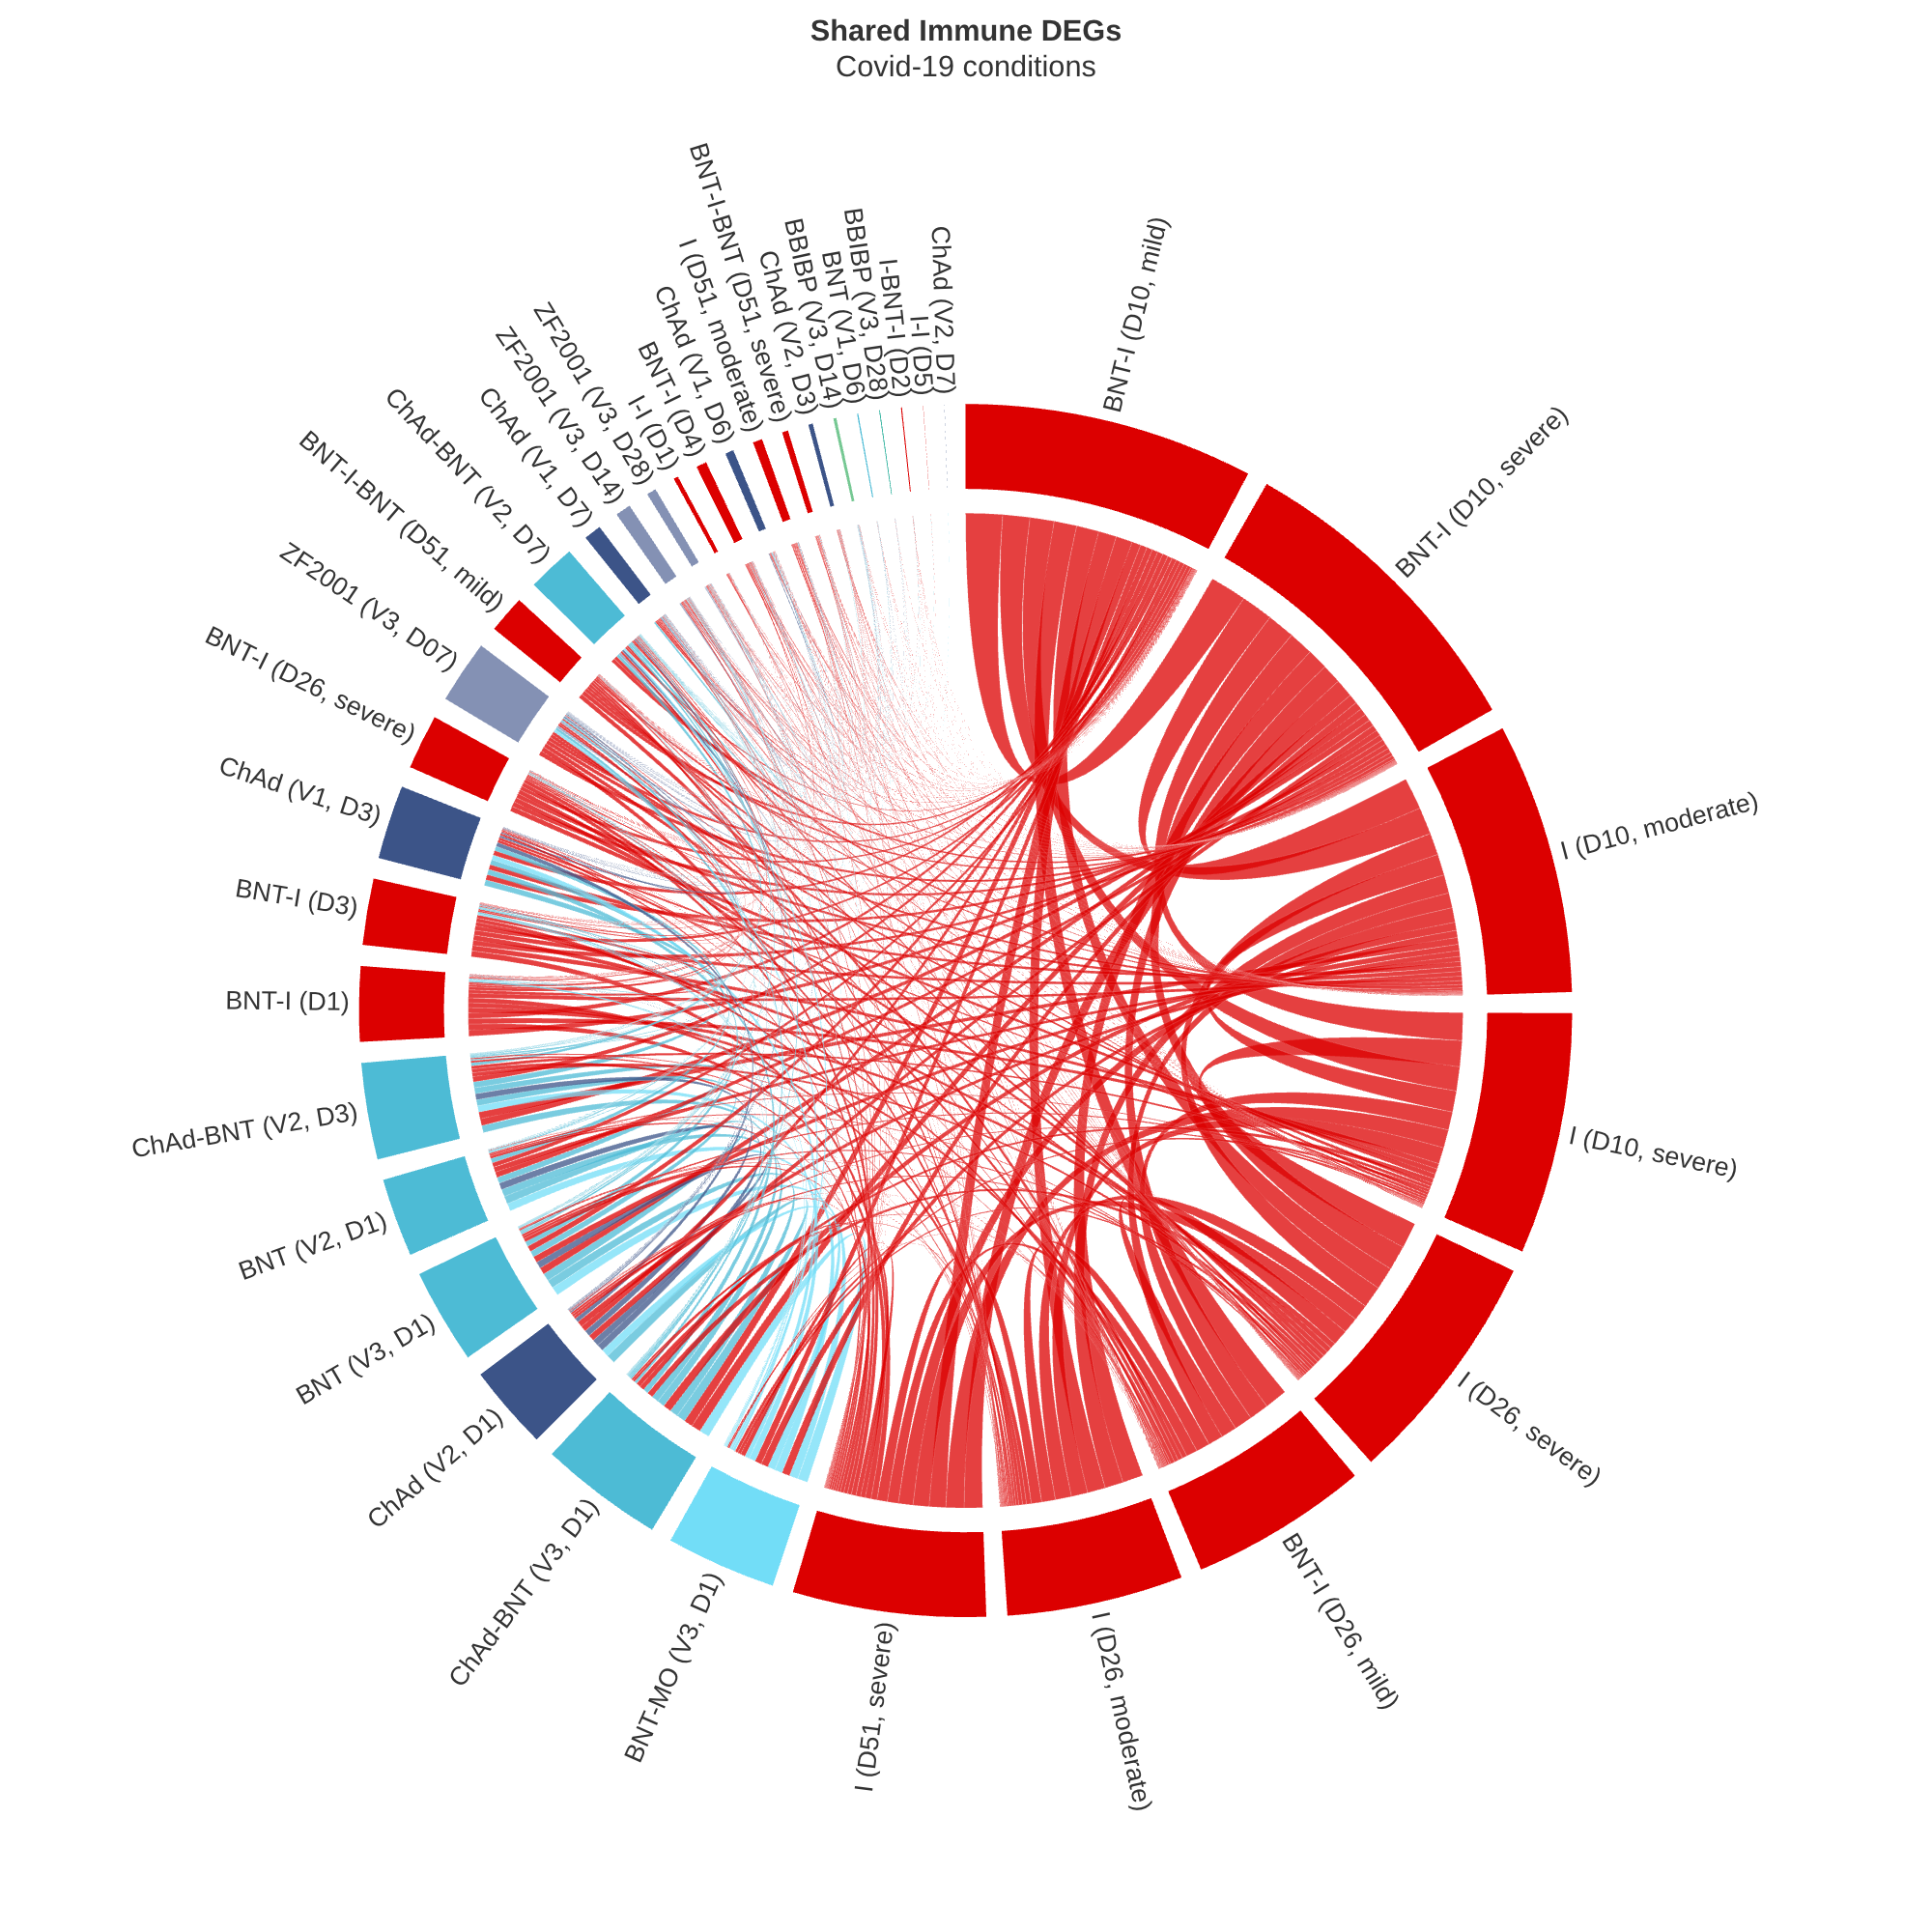 Shared Immune DEGs
Covid-19 conditions
BNT-I (D10, mild)
BNT-I (D10, severe)
I (D10, moderate)
I (D10, severe)
I (D26, severe)
BNT-I (D26, mild)
I (D26, moderate)
I (D51, severe)
BNT-MO (V3, D1)
ChAd-BNT (V3, D1)
ChAd (V2, D1)
BNT (V3, D1)
BNT (V2, D1)
ChAd-BNT (V2, D3)
BNT-I (D1)
BNT-I (D3)
ChAd (V1, D3)
BNT-I (D26, severe)
ZF2001 (V3, D07)
BNT-I-BNT (D51, mild)
ChAd-BNT (V2, D7)
ChAd (V1, D7)
ZF2001 (V3, D14)
ZF2001 (V3, D28)
I-I (D1)
BNT-I (D4)
ChAd (V1, D6)
I (D51, moderate)
BNT-I-BNT (D51, severe)
ChAd (V2, D3)
BBIBP (V3, D14)
BNT (V1, D6)
BBIBP (V3, D28)
I-BNT-I (D2)
I-I (D5)
ChAd (V2, D7)